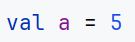 val a = 5